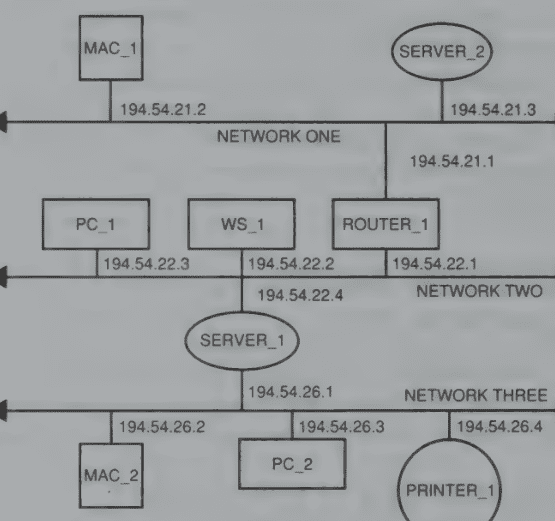 MAC_1
SERVER_2
194.54.21.2
194.54.21.3
NETWORK ONE
194.54.21.1
PC_1
WS_1
ROUTER_1
194.54.22.3
194.54.22.2
194.54.22.1
194.54.22.4
NETWORK TWO
SERVER_1
194.54.26.1
NETWORK THREE
194.54.26.2
194.54.26.3
194.54.26.4
MAC_2
PC_2
PRINTER_1